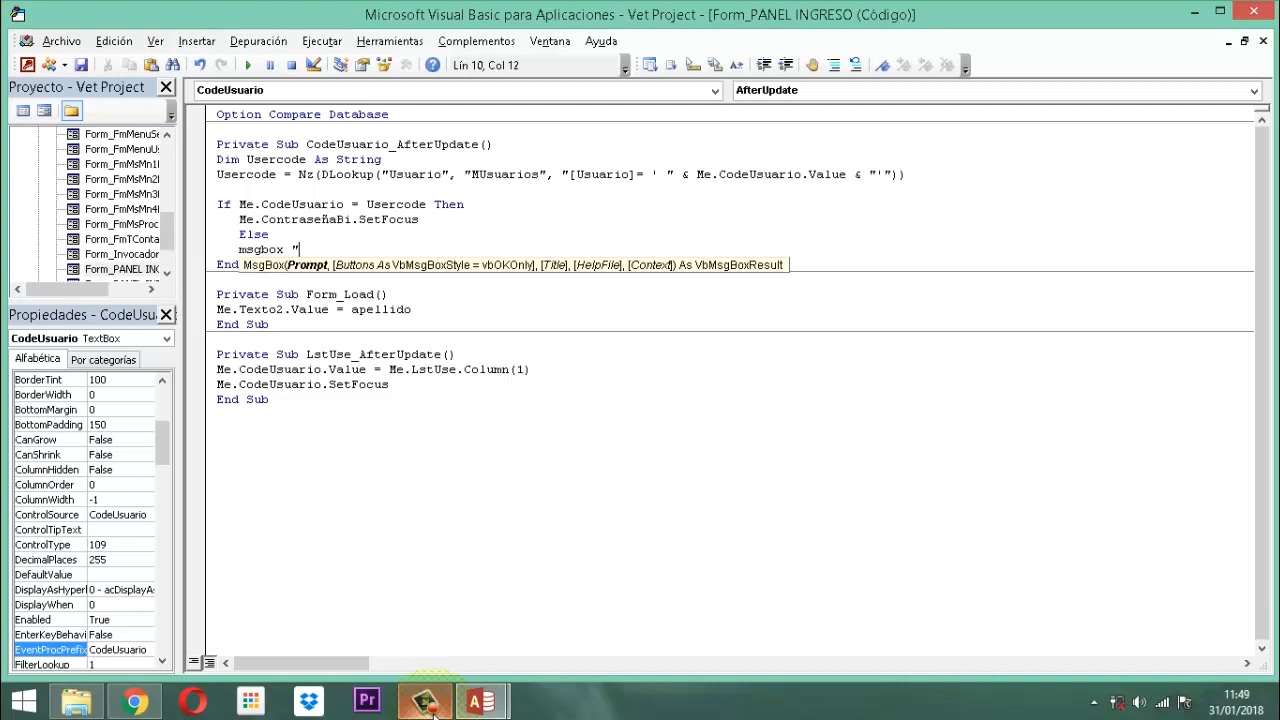 Microsoft Visual Basic para Aplicaciones - Vet Project - [Form_PANEL INGRESO (Código)]
Archivo Edición Ver Insertar Depuración Ejecutar Herramientas Complementos Ventana Ayuda
Lín 10, Col 12
Proyecto - Vet Project
Form_FmMenuSe
Form_FmMenuUs
Form_FmMsMn1
Form_FmMsMn2
Form_FmMsMn3
Form_FmMsMn4
Form_FmMsProc
Form_FmTConta
Form_Invocador
Form_PANEL IN
Propiedades - CodeUsu
CodeUsuario TextBox
Alfabética Por categorías
BorderTint 100
BorderWidth 0
BottomMargin 0
BottomPadding 150
CanGrow False
CanShrink False
ColumnHidden False
ColumnOrder 0
ColumnWidth -1
ControlSource CodeUsuario
ControlTipText
ControlType 109
DecimalPlaces 255
DefaultValue
DisplayAsHyperl 0 - acDisplayAs
DisplayWhen 0
Enabled True
EnterKeyBehavi False
EventProcPrefix CodeUsuario
FilterLookup 1
CodeUsuario AfterUpdate
Option Compare Database
Private Sub CodeUsuario_AfterUpdate()
Dim Usercode As String
Usercode = Nz(DLookup("Usuario", "MUsuarios", "[Usuario]= ' " & Me.CodeUsuario.Value & "'"))
If Me.CodeUsuario = Usercode Then
Me.ContraseñaBi.SetFocus
Else
msgbox "
End MsgBox(Prompt, [Buttons As VbMsgBoxStyle = vbOKOnly], [Title], [HelpFile], [Context]) As VbMsgBoxResult
Private Sub Form_Load()
Me.Texto2.Value = apellido
End Sub
Private Sub LstUse_AfterUpdate()
Me.CodeUsuario.Value = Me.LstUse.Column(1)
Me.CodeUsuario.SetFocus
End Sub
Pr
A
11:49
31/01/2018